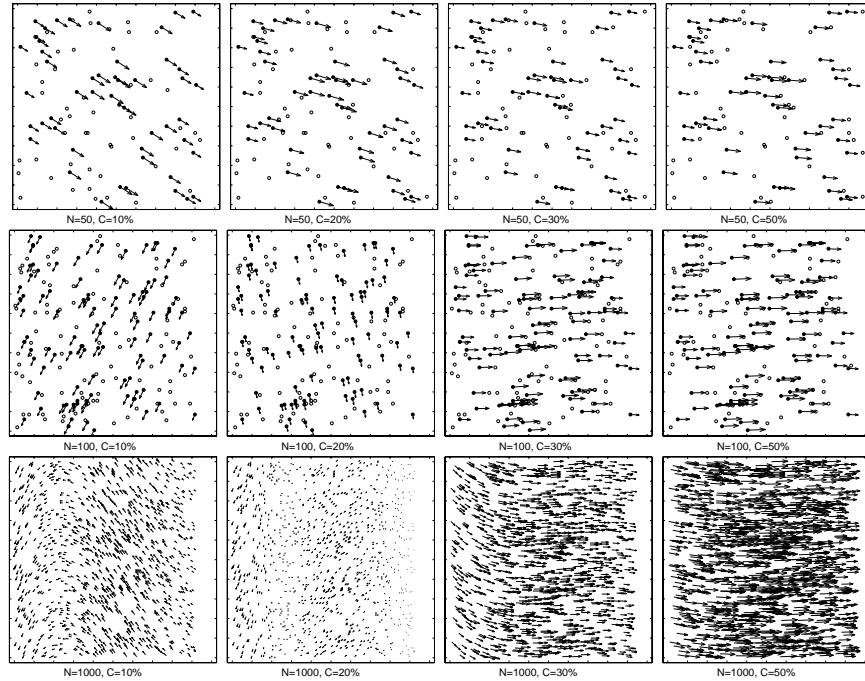 N=50, C=10%
N=50, C=20%
N=50, C=30%
N=50, C=50%
N=100, C=10%
N=100, C=20%
N=100, C=30%
N=100, C=50%
N=1000, C=10%
N=1000, C=20%
N=1000, C=30%
N=1000, C=50%